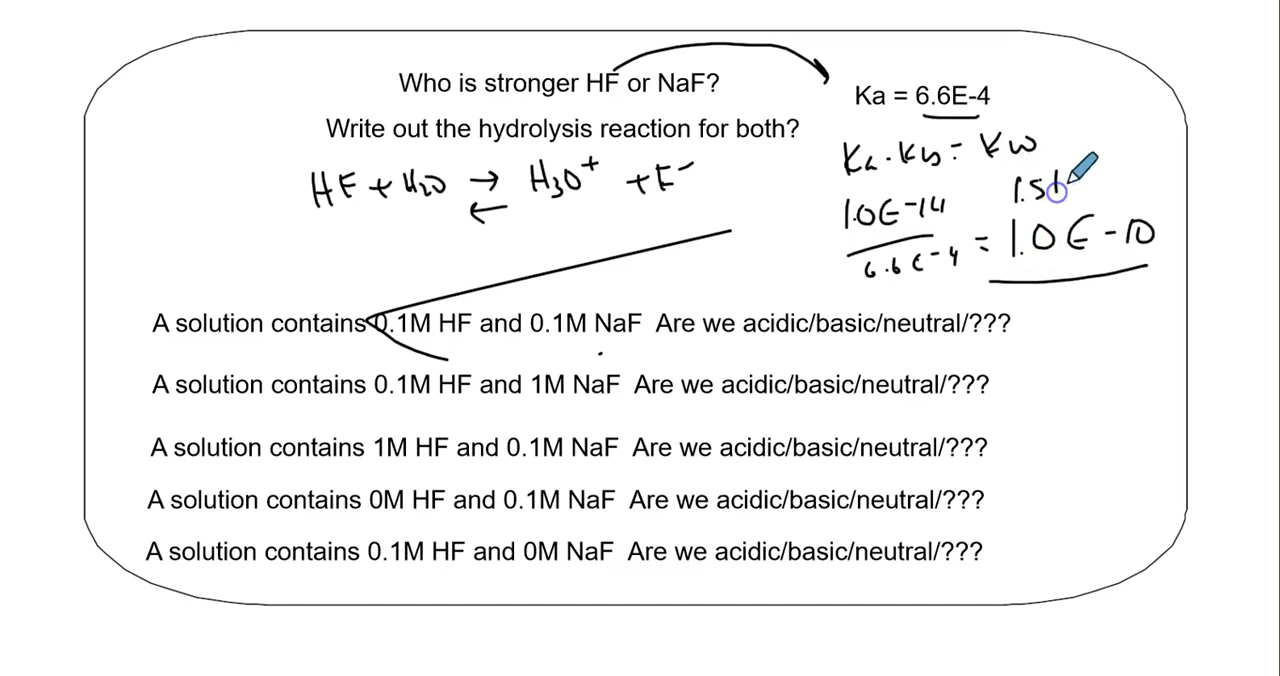 Who is stronger HF or NaF?
Ka = 6.6E-4
Write out the hydrolysis reaction for both?
Ka . Kb = Kw
HF + H2O → H3O+ + F-
←
1.0E-14
6.6E-4
= 1.0E-10
1.51
A solution contains 0.1M HF and 0.1M NaF Are we acidic/basic/neutral/???
A solution contains 0.1M HF and 1M NaF Are we acidic/basic/neutral/???
A solution contains 1M HF and 0.1M NaF Are we acidic/basic/neutral/???
A solution contains 0M HF and 0.1M NaF Are we acidic/basic/neutral/???
A solution contains 0.1M HF and 0M NaF Are we acidic/basic/neutral/???